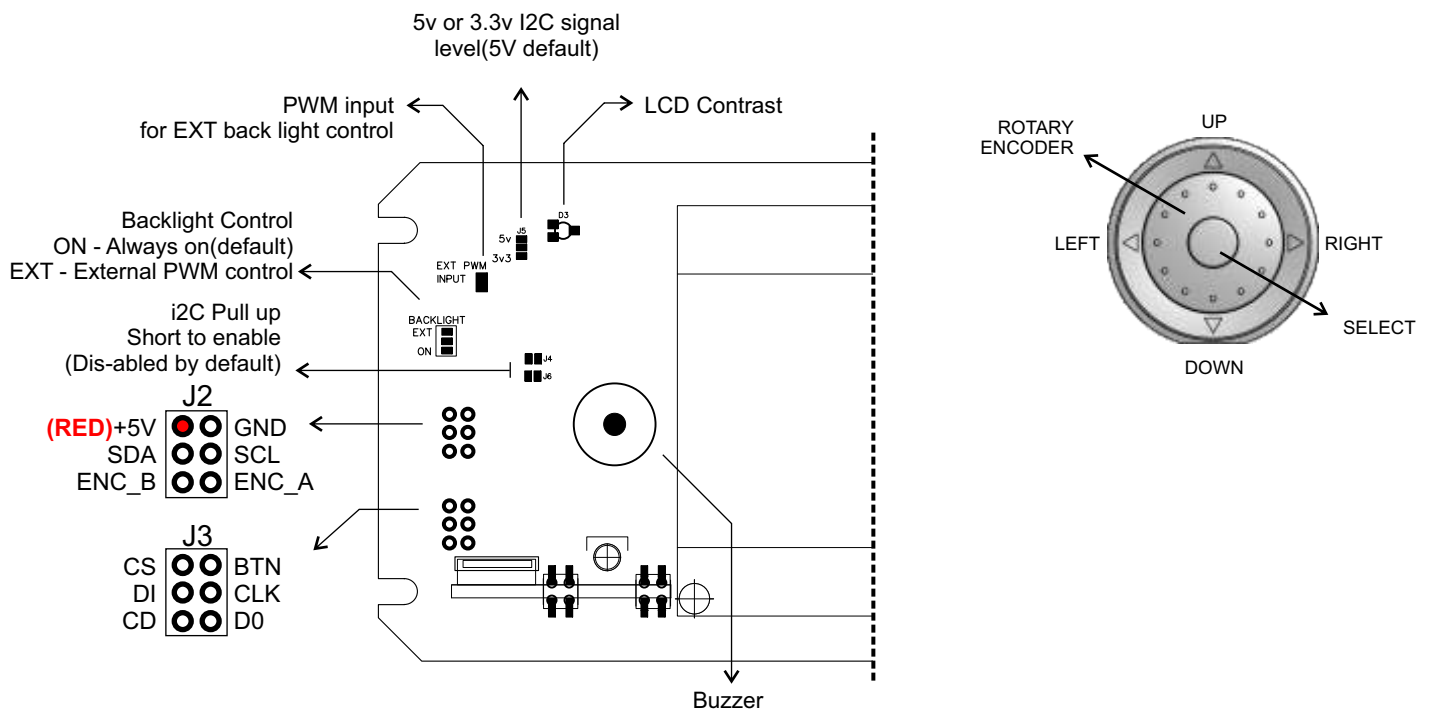 5v or 3.3v I2C signal
level(5V default)
PWM input
for EXT back light control
LCD Contrast
Backlight Control
ON - Always on(default)
EXT - External PWM control
i2C Pull up
Short to enable
(Dis-abled by default)
J2
(RED)+5V GND
SDA SCL
ENC_B ENC_A
J3
CS BTN
DI CLK
CD D0
D3
J5
5v
3v3
EXT PWM
INPUT
BACKLIGHT
EXT
ON
J4
J6
Buzzer
ROTARY
ENCODER
UP
LEFT
RIGHT
SELECT
DOWN